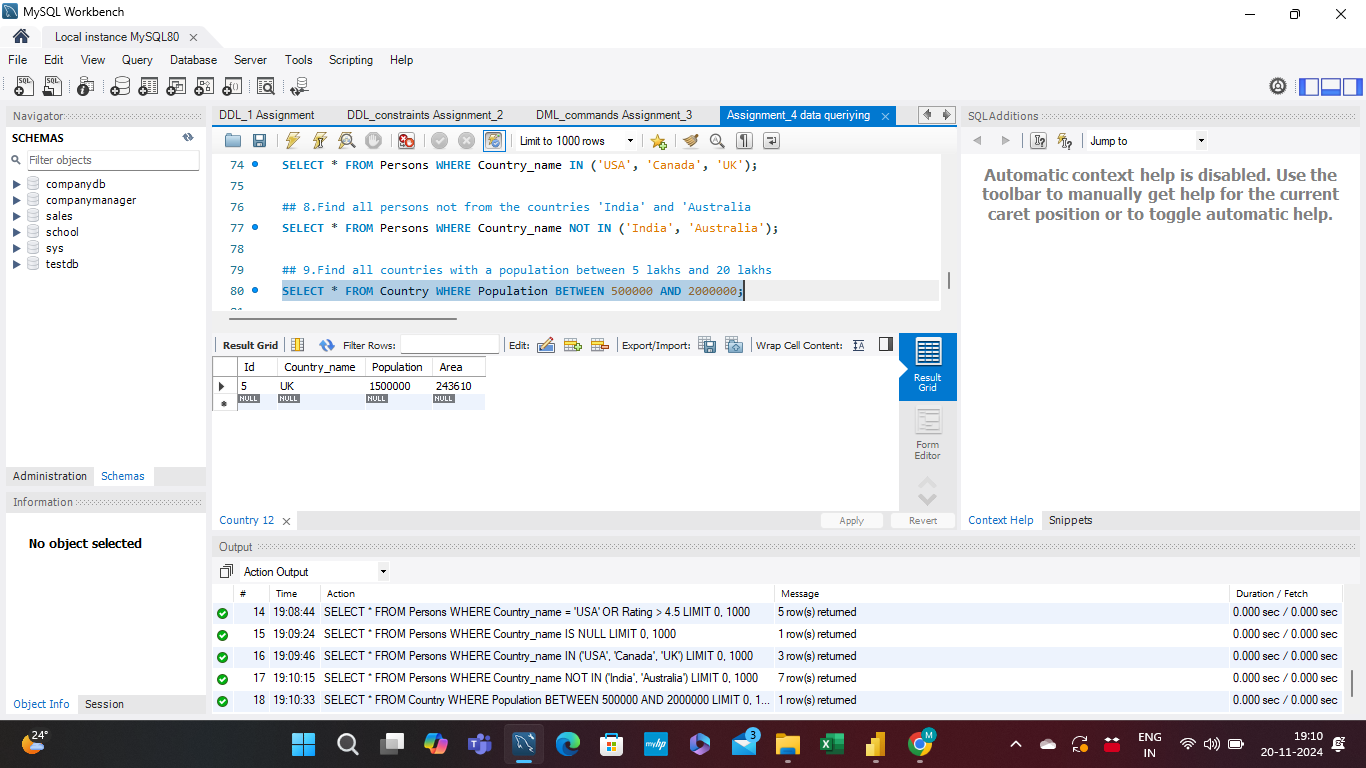 MySQL Workbench
Local instance MySQL80
File Edit View Query Database Server Tools Scripting Help
Navigator
SCHEMAS
Filter objects
companydb
companymanager
sales
school
sys
testdb
Administration Schemas
Information
No object selected
Object Info Session
DDL_1 Assignment DDL_constraints Assignment_2 DML_commands Assignment_3 Assignment_4 data queriying
Limit to 1000 rows
74 SELECT * FROM Persons WHERE Country_name IN ('USA', 'Canada', 'UK');
75
76 ## 8.Find all persons not from the countries 'India' and 'Australia
77 SELECT * FROM Persons WHERE Country_name NOT IN ('India', 'Australia');
78
79 ## 9.Find all countries with a population between 5 lakhs and 20 lakhs
80 SELECT * FROM Country WHERE Population BETWEEN 500000 AND 2000000;
Result Grid Filter Rows: Edit: Export/Import: Wrap Cell Content:
Id Country_name Population Area
5 UK 1500000 243610
NULL NULL NULL NULL
Result
Grid
Form
Editor
Country 12 Apply Revert
SQLAdditions
Jump to
Automatic context help is disabled. Use the
toolbar to manually get help for the current
caret position or to toggle automatic help.
Context Help Snippets
Output
Action Output
# Time Action Message Duration / Fetch
14 19:08:44 SELECT * FROM Persons WHERE Country_name = 'USA' OR Rating > 4.5 LIMIT 0, 1000 5 row(s) returned 0.000 sec / 0.000 sec
15 19:09:24 SELECT * FROM Persons WHERE Country_name IS NULL LIMIT 0, 1000 1 row(s) returned 0.000 sec / 0.000 sec
16 19:09:46 SELECT * FROM Persons WHERE Country_name IN ('USA', 'Canada', 'UK') LIMIT 0, 1000 3 row(s) returned 0.000 sec / 0.000 sec
17 19:10:15 SELECT * FROM Persons WHERE Country_name NOT IN ('India', 'Australia') LIMIT 0, 1000 7 row(s) returned 0.000 sec / 0.000 sec
18 19:10:33 SELECT * FROM Country WHERE Population BETWEEN 500000 AND 2000000 LIMIT 0, 1... 1 row(s) returned 0.000 sec / 0.000 sec
24°
myhp
3
M
ENG
IN
19:10
20-11-2024